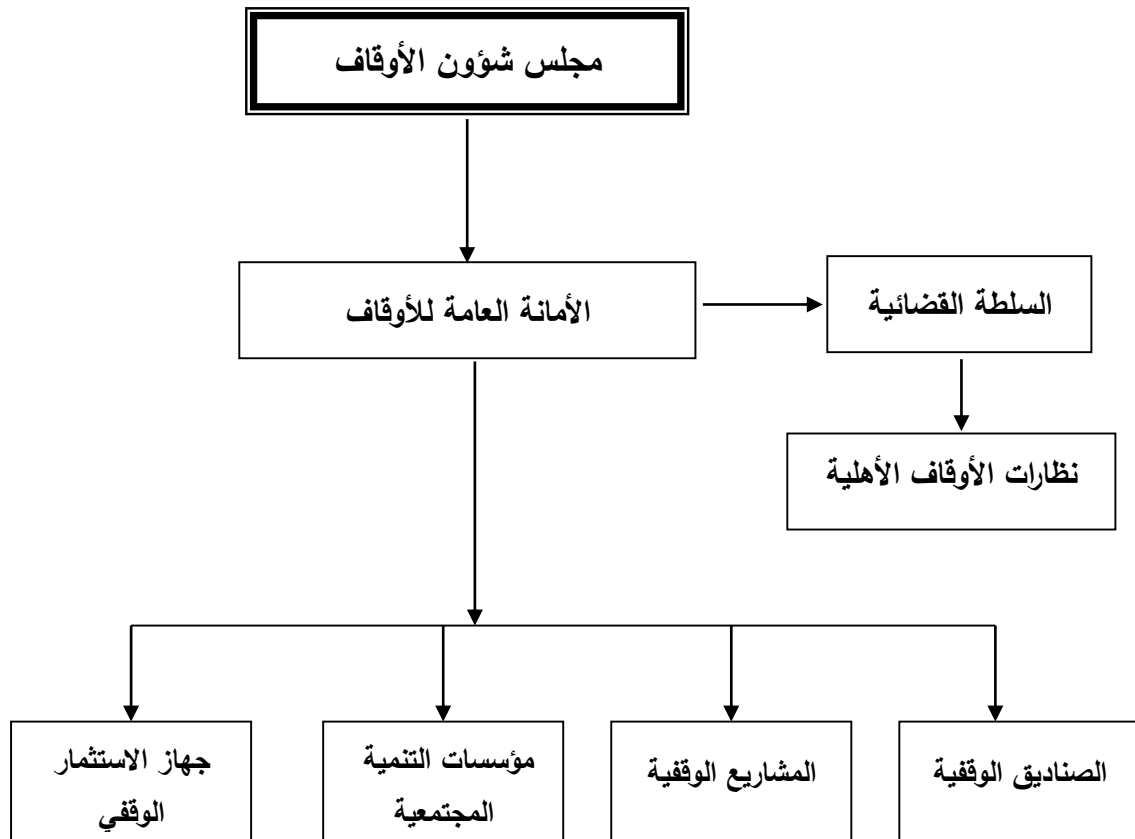 مجلس شؤون الأوقاف
الأمانة العامة للأوقاف
السلطة القضائية
نظارات الأوقاف الأهلية
الصناديق الوقفية
المشاريع الوقفية
مؤسسات التنمية
المجتمعية
جهاز الاستثمار
الوقفي